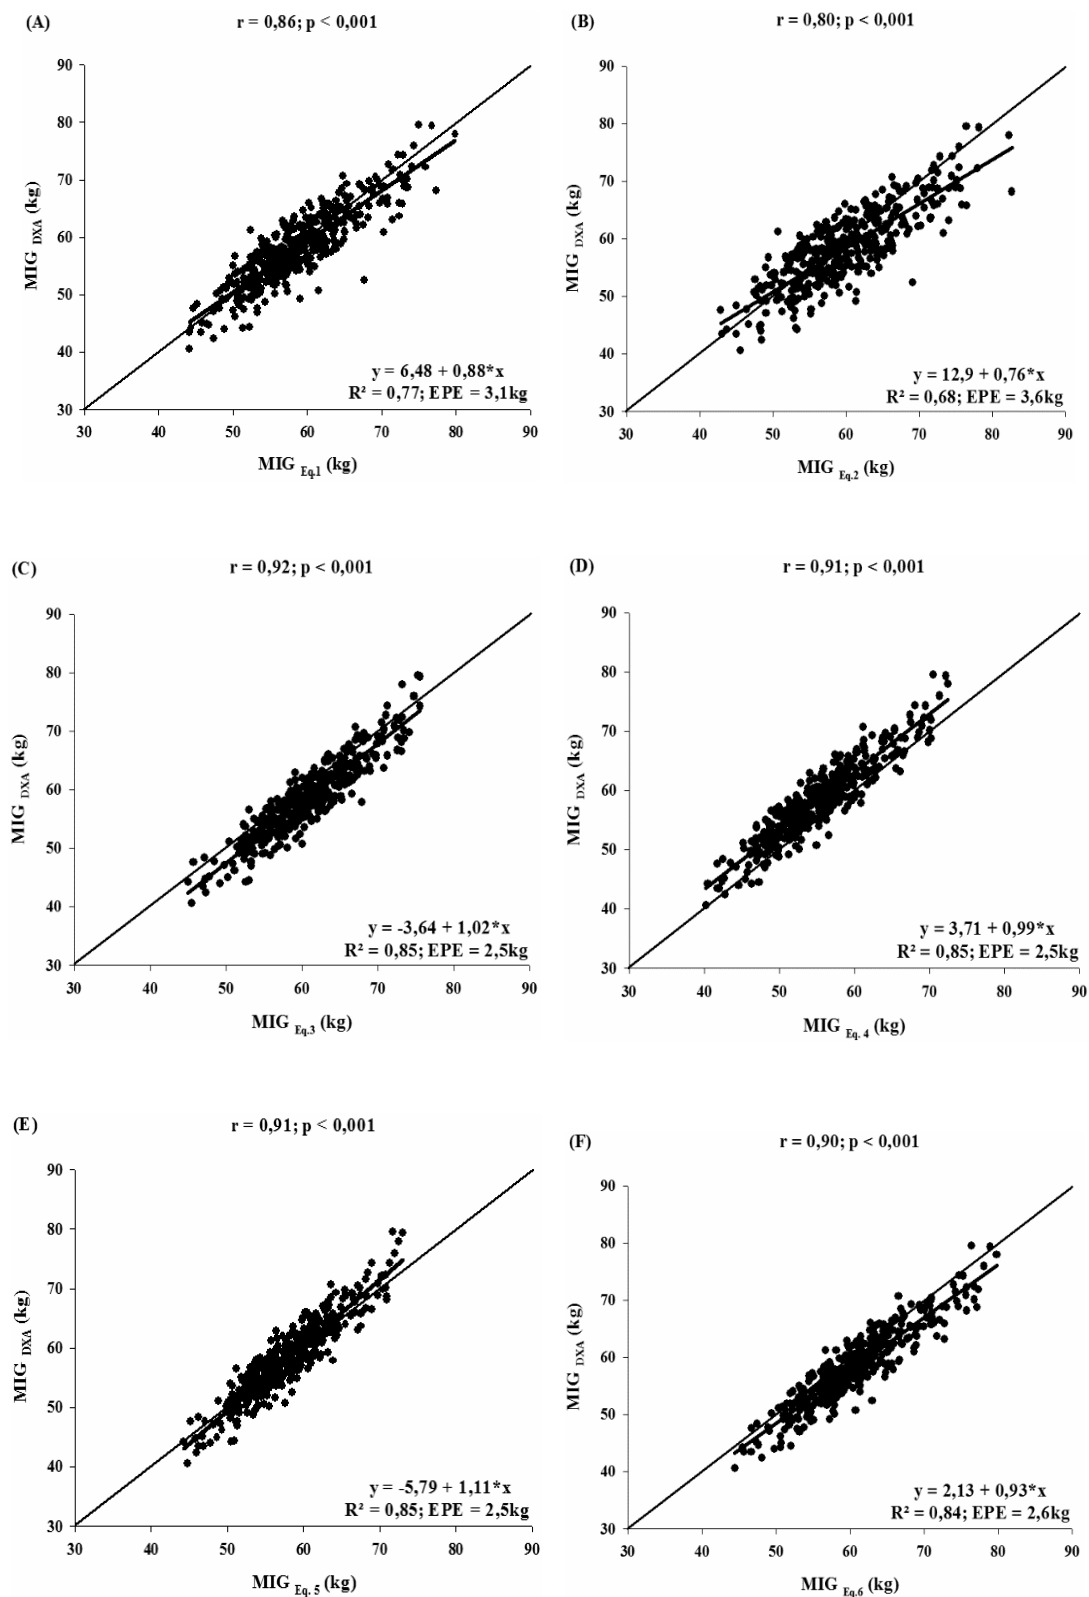 (A)
r = 0,86; p < 0,001
90
80
70
60
50
40
30
MIG DXA (kg)
y = 6,48 + 0,88*x
R² = 0,77; EPE = 3,1kg
30 40 50 60 70 80 90
MIG Eq.1 (kg)
(B)
r = 0,80; p < 0,001
90
80
70
60
50
40
30
MIG DXA (kg)
y = 12,9 + 0,76*x
R² = 0,68; EPE = 3,6kg
30 40 50 60 70 80 90
MIG Eq.2 (kg)
(C)
r = 0,92; p < 0,001
90
80
70
60
50
40
30
MIG DXA (kg)
y = -3,64 + 1,02*x
R² = 0,85; EPE = 2,5kg
30 40 50 60 70 80 90
MIG Eq.3 (kg)
(D)
r = 0,91; p < 0,001
90
80
70
60
50
40
30
MIG DXA (kg)
y = 3,71 + 0,99*x
R² = 0,85; EPE = 2,5kg
30 40 50 60 70 80 90
MIG Eq. 4 (kg)
(E)
r = 0,91; p < 0,001
90
80
70
60
50
40
30
MIG DXA (kg)
y = -5,79 + 1,11*x
R² = 0,85; EPE = 2,5kg
30 40 50 60 70 80 90
MIG Eq. 5 (kg)
(F)
r = 0,90; p < 0,001
90
80
70
60
50
40
30
MIG DXA (kg)
y = 2,13 + 0,93*x
R² = 0,84; EPE = 2,6kg
30 40 50 60 70 80 90
MIG Eq.6 (kg)